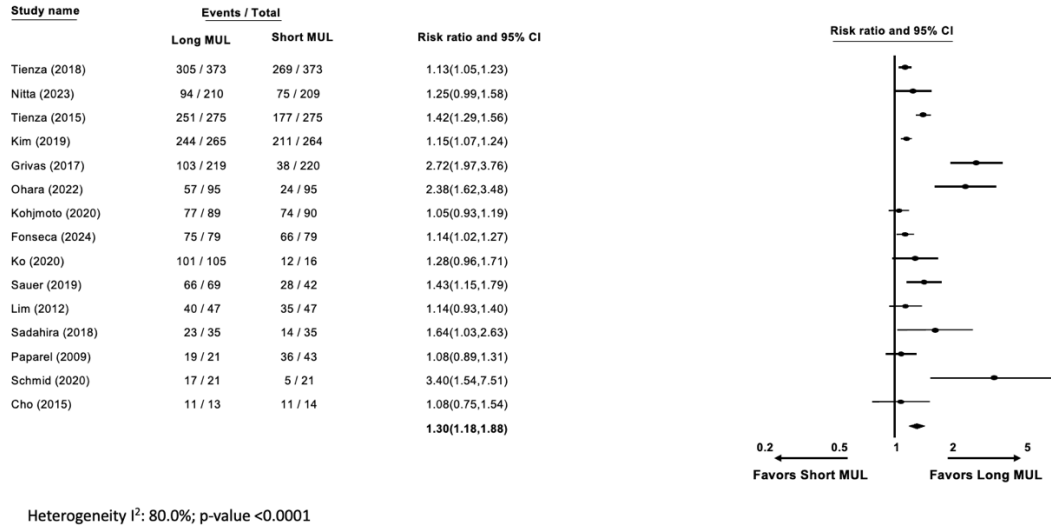 Study name Events / Total
Long MUL Short MUL Risk ratio and 95% CI Risk ratio and 95% CI
Tienza (2018) 305 / 373 269 / 373 1.13(1.05,1.23)
Nitta (2023) 94 / 210 75 / 209 1.25(0.99,1.58)
Tienza (2015) 251 / 275 177 / 275 1.42(1.29,1.56)
Kim (2019) 244 / 265 211 / 264 1.15(1.07,1.24)
Grivas (2017) 103 / 219 38 / 220 2.72(1.97,3.76)
Ohara (2022) 57 / 95 24 / 95 2.38(1.62,3.48)
Kohjmoto (2020) 77 / 89 74 / 90 1.05(0.93,1.19)
Fonseca (2024) 75 / 79 66 / 79 1.14(1.02,1.27)
Ko (2020) 101 / 105 12 / 16 1.28(0.96,1.71)
Sauer (2019) 66 / 69 28 / 42 1.43(1.15,1.79)
Lim (2012) 40 / 47 35 / 47 1.14(0.93,1.40)
Sadahira (2018) 23 / 35 14 / 35 1.64(1.03,2.63)
Paparel (2009) 19 / 21 36 / 43 1.08(0.89,1.31)
Schmid (2020) 17 / 21 5 / 21 3.40(1.54,7.51)
Cho (2015) 11 / 13 11 / 14 1.08(0.75,1.54)
1.30(1.18,1.88)
0.2 0.5 1 2 5
Favors Short MUL Favors Long MUL
Heterogeneity I²: 80.0%; p-value <0.0001